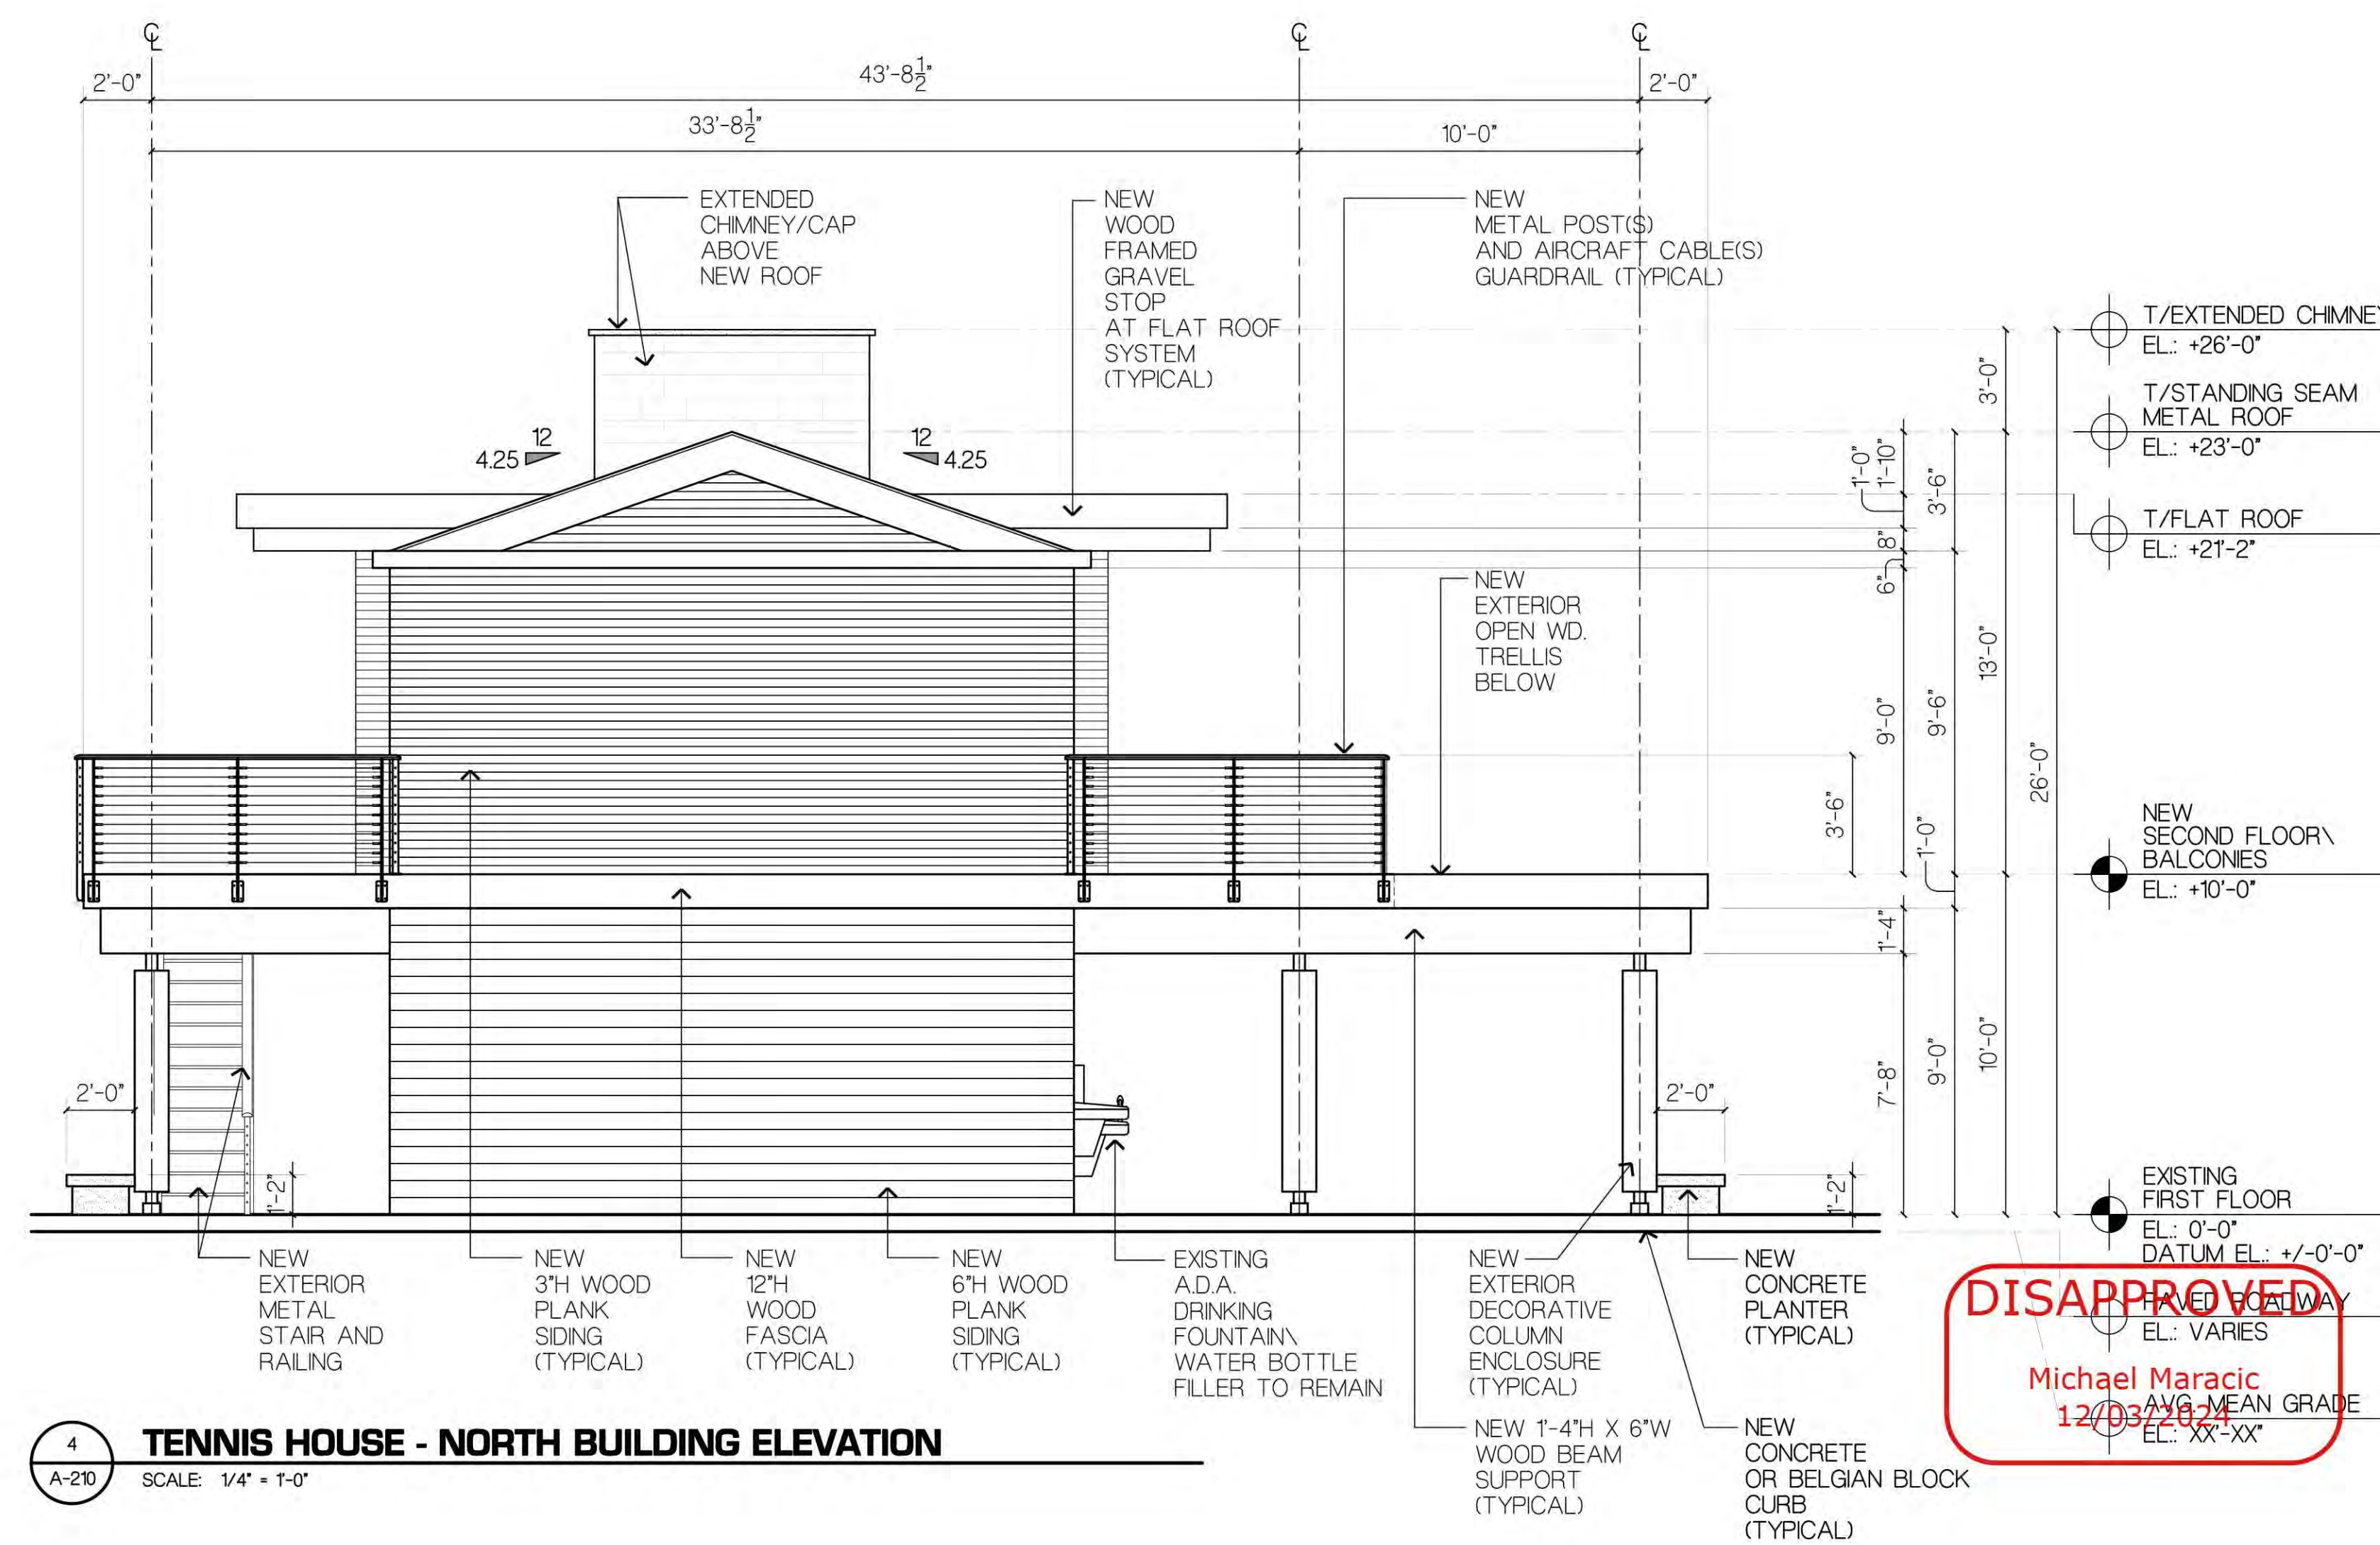 ℄
℄
℄
2'-0"
43'-8½"
2'-0"
33'-8½"
10'-0"
EXTENDED
CHIMNEY/CAP
ABOVE
NEW ROOF
NEW
WOOD
FRAMED
GRAVEL
STOP
AT FLAT ROOF
SYSTEM
(TYPICAL)
NEW
METAL POST(S)
AND AIRCRAFT CABLE(S)
GUARDRAIL (TYPICAL)
12
4.25
12
4.25
NEW
EXTERIOR
OPEN WD.
TRELLIS
BELOW
3'-0"
1'-0"
1'-10"
3'-6"
8"
6"
13'-0"
9'-0"
9'-6"
26'-0"
3'-6"
1'-0"
1'-4"
10'-0"
9'-0"
7'-8"
1'-2"
T/EXTENDED CHIMNE
EL.: +26'-0"
T/STANDING SEAM
METAL ROOF
EL.: +23'-0"
T/FLAT ROOF
EL.: +21'-2"
NEW
SECOND FLOOR\
BALCONIES
EL.: +10'-0"
EXISTING
FIRST FLOOR
EL.: 0'-0"
DATUM EL.: +/-0'-0"
PAVED ROADWAY
EL.: VARIES
AVG. MEAN GRADE
EL.: XX'-XX"
DISAPPROVED
Michael Maracic
12/03/2024
2'-0"
1'-2"
2'-0"
NEW
EXTERIOR
METAL
STAIR AND
RAILING
NEW
3"H WOOD
PLANK
SIDING
(TYPICAL)
NEW
12"H
WOOD
FASCIA
(TYPICAL)
NEW
6"H WOOD
PLANK
SIDING
(TYPICAL)
EXISTING
A.D.A.
DRINKING
FOUNTAIN\
WATER BOTTLE
FILLER TO REMAIN
NEW
EXTERIOR
DECORATIVE
COLUMN
ENCLOSURE
(TYPICAL)
NEW
CONCRETE
PLANTER
(TYPICAL)
NEW 1'-4"H X 6"W
WOOD BEAM
SUPPORT
(TYPICAL)
NEW
CONCRETE
OR BELGIAN BLOCK
CURB
(TYPICAL)
4
A-210
TENNIS HOUSE - NORTH BUILDING ELEVATION
SCALE: 1/4" = 1'-0"